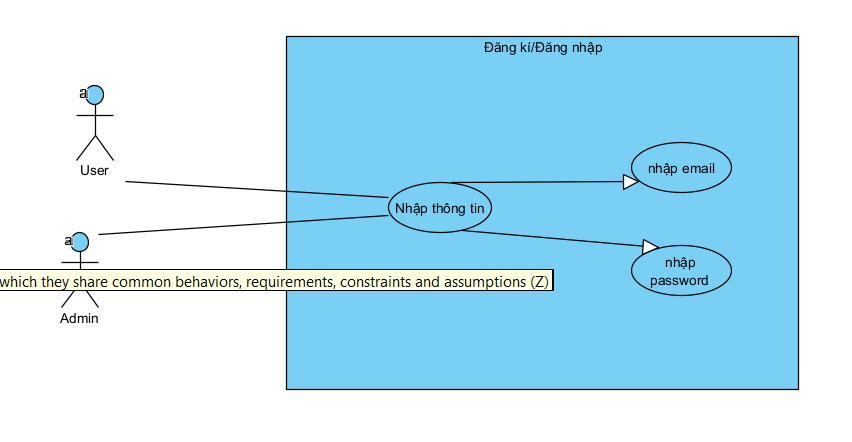 Đăng kí/Đăng nhập
a
User
nhập email
Nhập thông tin
a
nhập
password
which they share common behaviors, requirements, constraints and assumptions (Z)
Admin